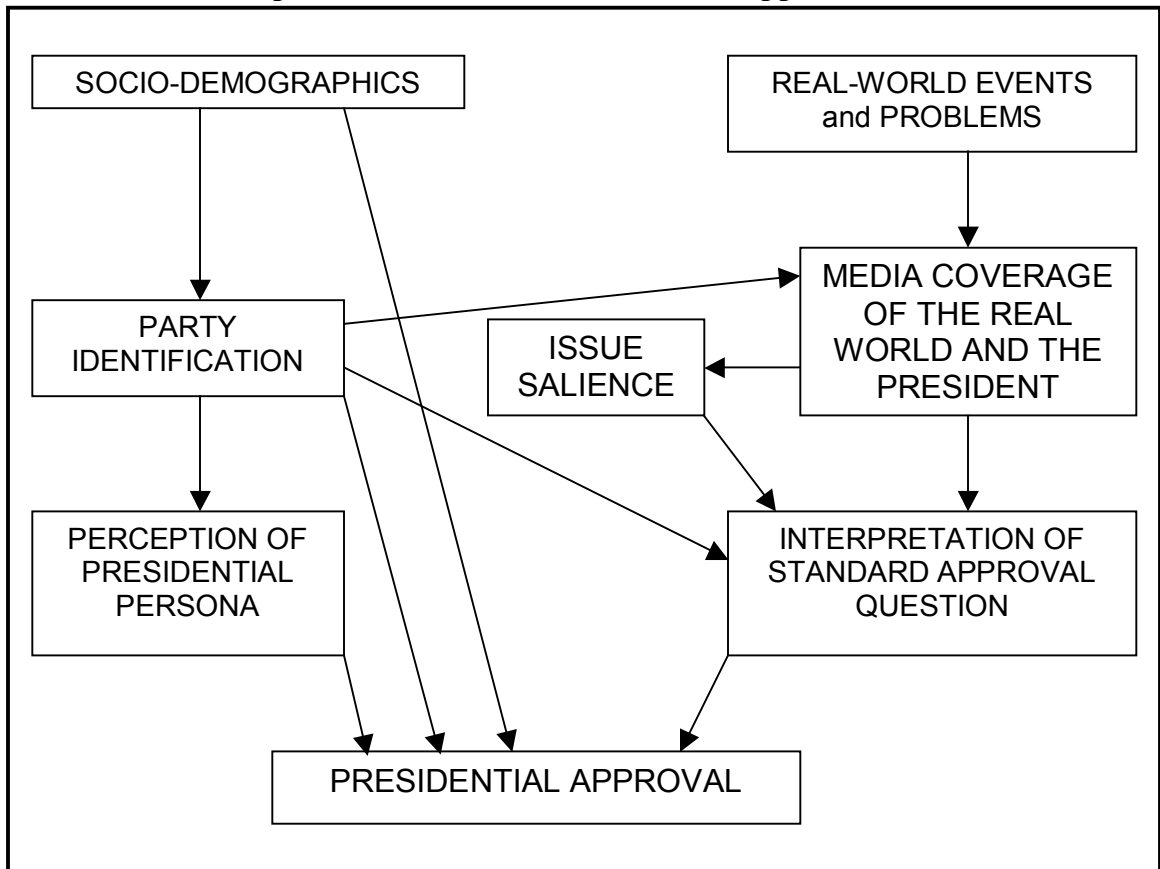 SOCIO-DEMOGRAPHICS
REAL-WORLD EVENTS
and PROBLEMS
PARTY
IDENTIFICATION
ISSUE
SALIENCE
MEDIA COVERAGE
OF THE REAL
WORLD AND THE
PRESIDENT
PERCEPTION OF
PRESIDENTIAL
PERSONA
INTERPRETATION OF
STANDARD APPROVAL
QUESTION
PRESIDENTIAL APPROVAL